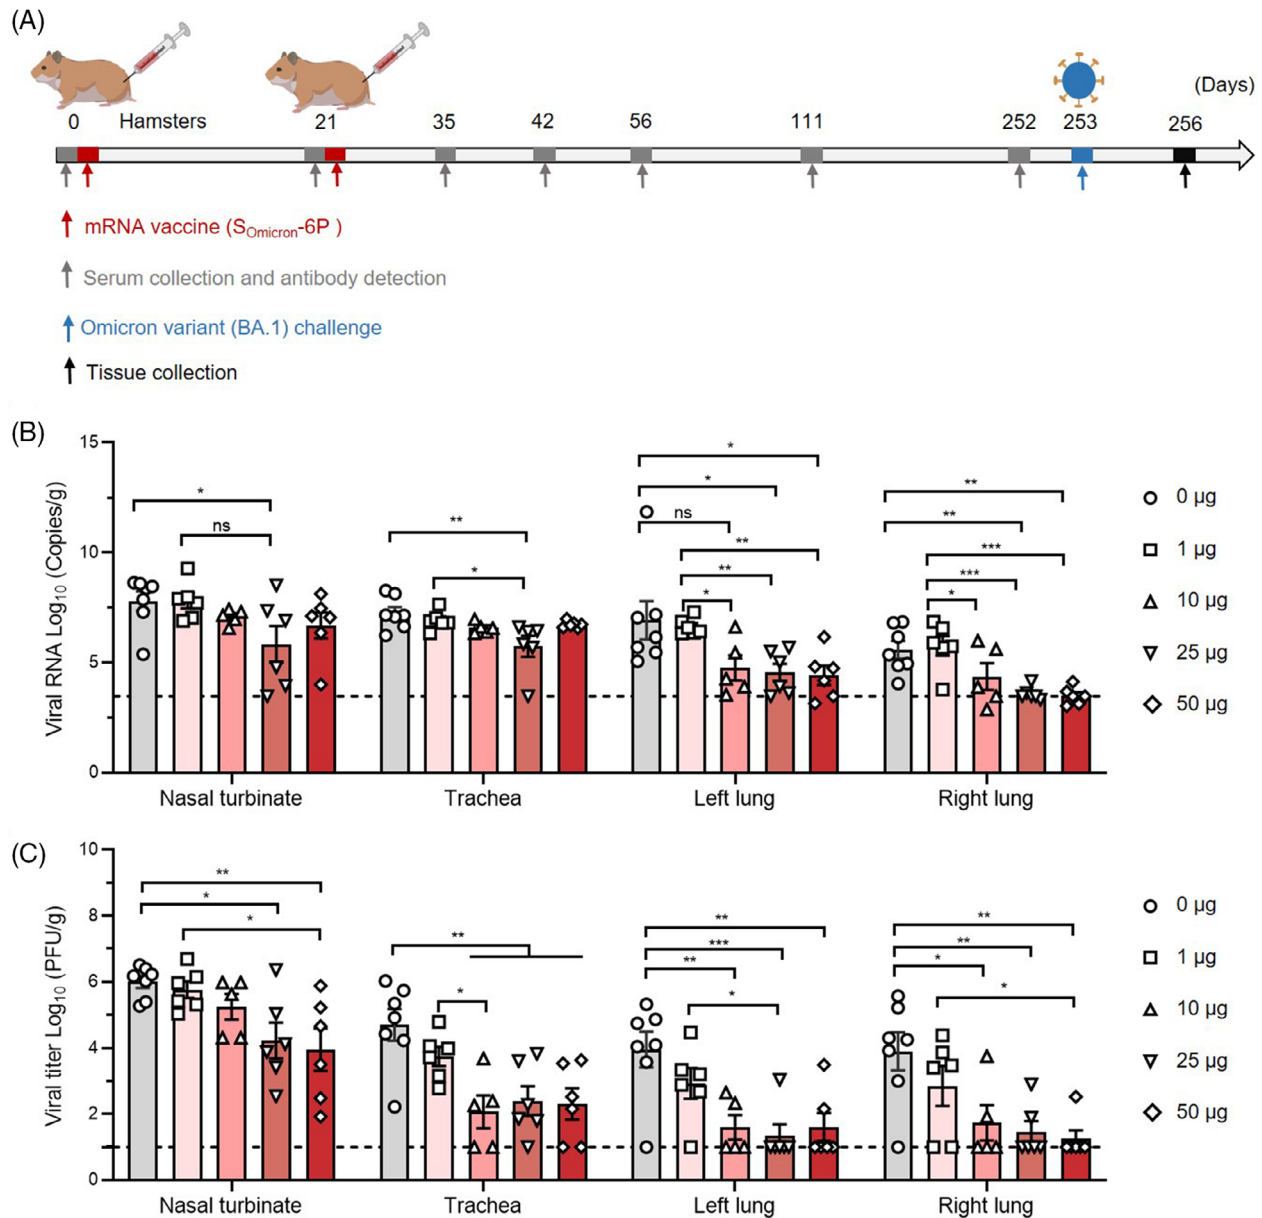 (A)
(Days)
0 Hamsters 21 35 42 56 111 252 253 256
mRNA vaccine (SOmicron-6P )
Serum collection and antibody detection
Omicron variant (BA.1) challenge
Tissue collection
(B)
Viral RNA Log10 (Copies/g)
15
10
5
0
* ns
** *
* * ns ** ** *
** ** *** *** *
Nasal turbinate Trachea Left lung Right lung
0 µg
1 µg
10 µg
25 µg
50 µg
(C)
Viral titer Log10 (PFU/g)
10
8
6
4
2
0
** * *
** *
** *** ** *
** ** * *
Nasal turbinate Trachea Left lung Right lung
0 µg
1 µg
10 µg
25 µg
50 µg